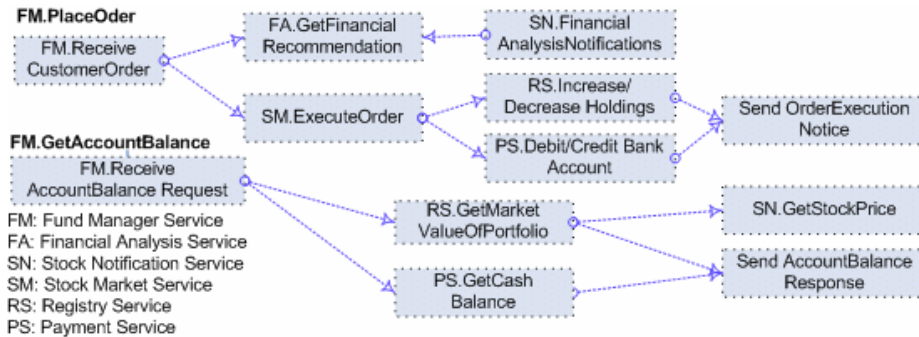 FM.PlaceOder
FM.Receive
CustomerOrder
FA.GetFinancial
Recommendation
SN.Financial
AnalysisNotifications
SM.ExecuteOrder
RS.Increase/
Decrease Holdings
PS.Debit/Credit Bank
Account
Send OrderExecution
Notice
FM.GetAccountBalance
FM.Receive
AccountBalance Request
RS.GetMarket
ValueOfPortfolio
SN.GetStockPrice
PS.GetCash
Balance
Send AccountBalance
Response
FM: Fund Manager Service
FA: Financial Analysis Service
SN: Stock Notification Service
SM: Stock Market Service
RS: Registry Service
PS: Payment Service